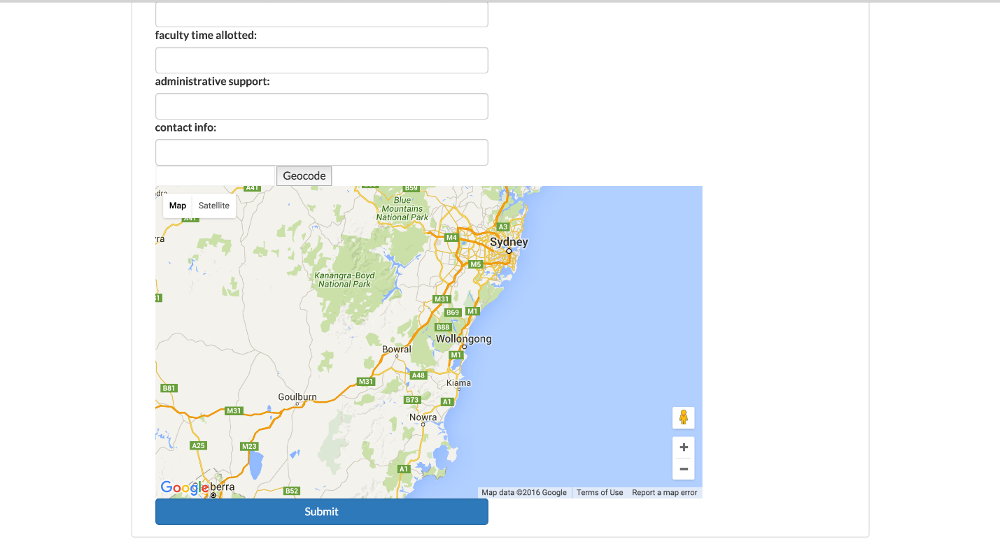 faculty time allotted:
administrative support:
contact info:
Geocode
A41
B59
Map Satellite
A41
Blue
Mountains
National Park
A3
M4
Sydney
M5
Kanangra-Boyd
National Park
M31
B69 M1
B88
Wollongong
Bowral
M1
A48
M31
Kiama
B81
Goulburn
B73
A1
M31
Nowra
A25
M23
A1
Google
berra
B52
Map data ©2016 Google Terms of Use Report a map error
Submit